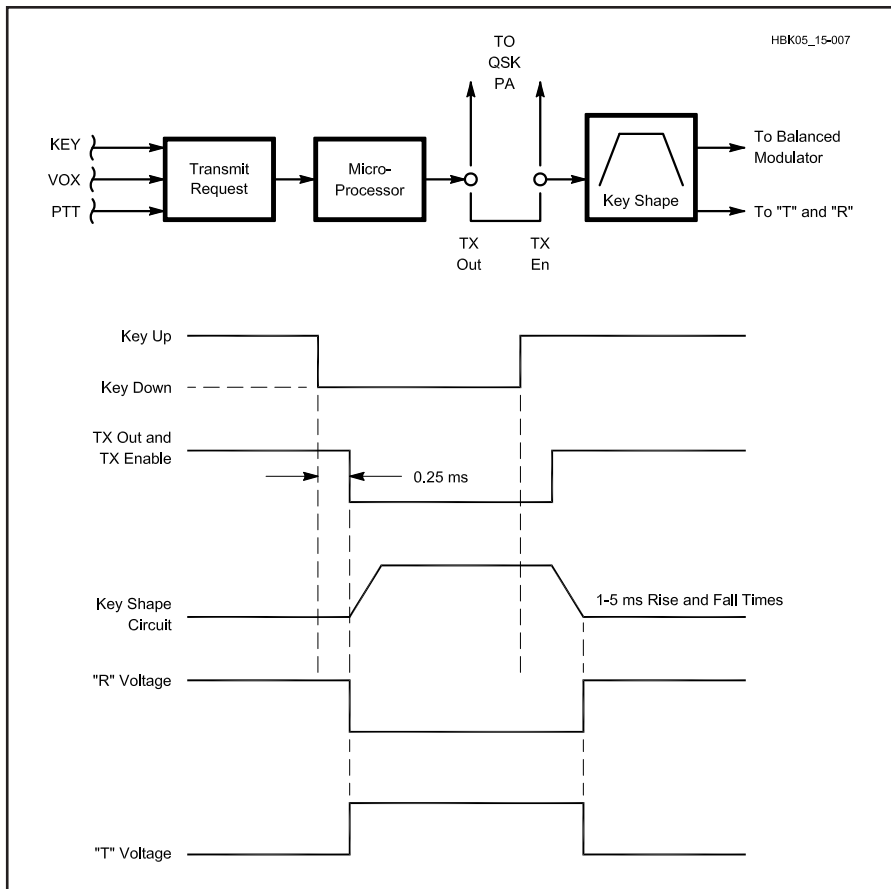 HBK05_15-007
TO
QSK
PA
KEY
VOX
PTT
Transmit
Request
Micro-
Processor
Key Shape
To Balanced
Modulator
To "T" and "R"
TX
Out
TX
En
Key Up
Key Down
TX Out and
TX Enable
0.25 ms
Key Shape
Circuit
1-5 ms Rise and Fall Times
"R" Voltage
"T" Voltage